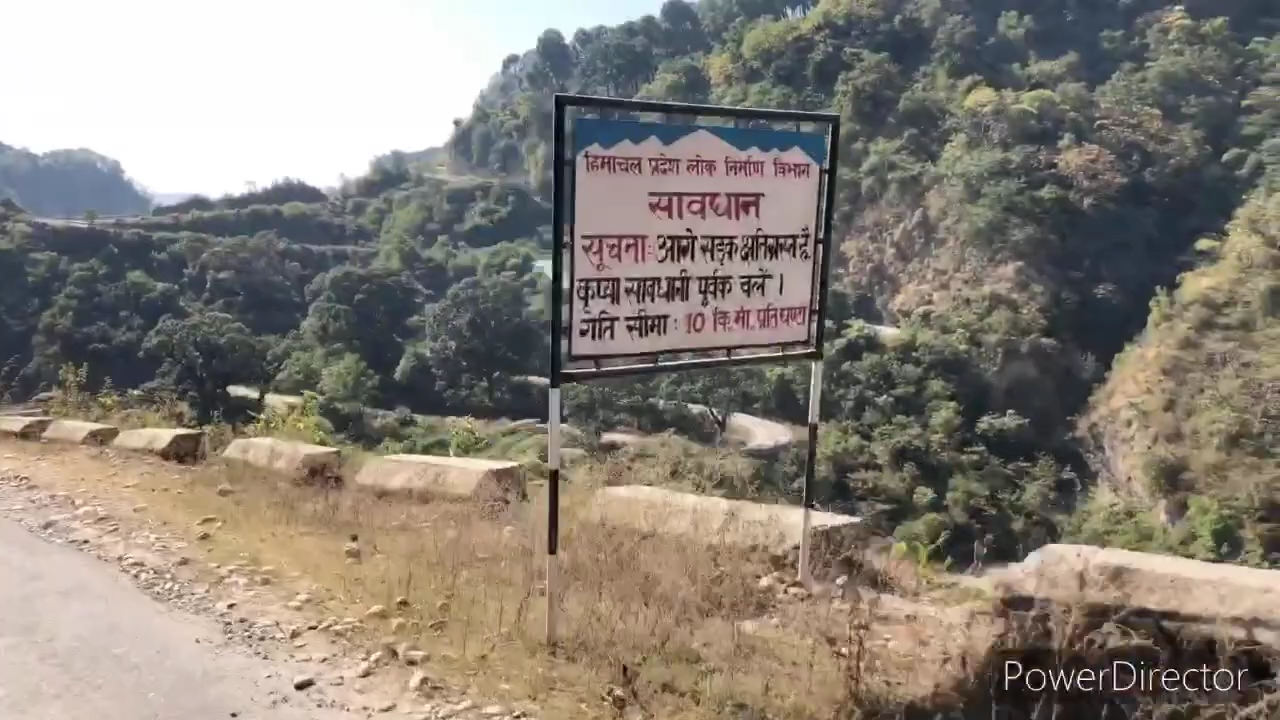 हिमाचल प्रदेश लोक निर्माण विभाग
सावधान
सूचना: आगे सड़क क्षतिग्रस्त है,
कृप्या सावधानी पूर्वक चलें ।
गति सीमा : 10 कि.मी. प्रति घण्टा
PowerDirector